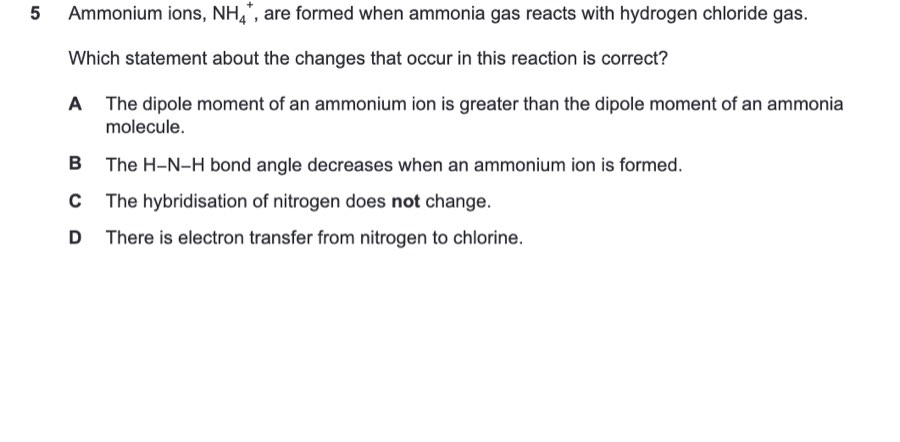 5 Ammonium ions, NH₄⁺, are formed when ammonia gas reacts with hydrogen chloride gas.
Which statement about the changes that occur in this reaction is correct?
A The dipole moment of an ammonium ion is greater than the dipole moment of an ammonia
molecule.
B The H–N–H bond angle decreases when an ammonium ion is formed.
C The hybridisation of nitrogen does not change.
D There is electron transfer from nitrogen to chlorine.